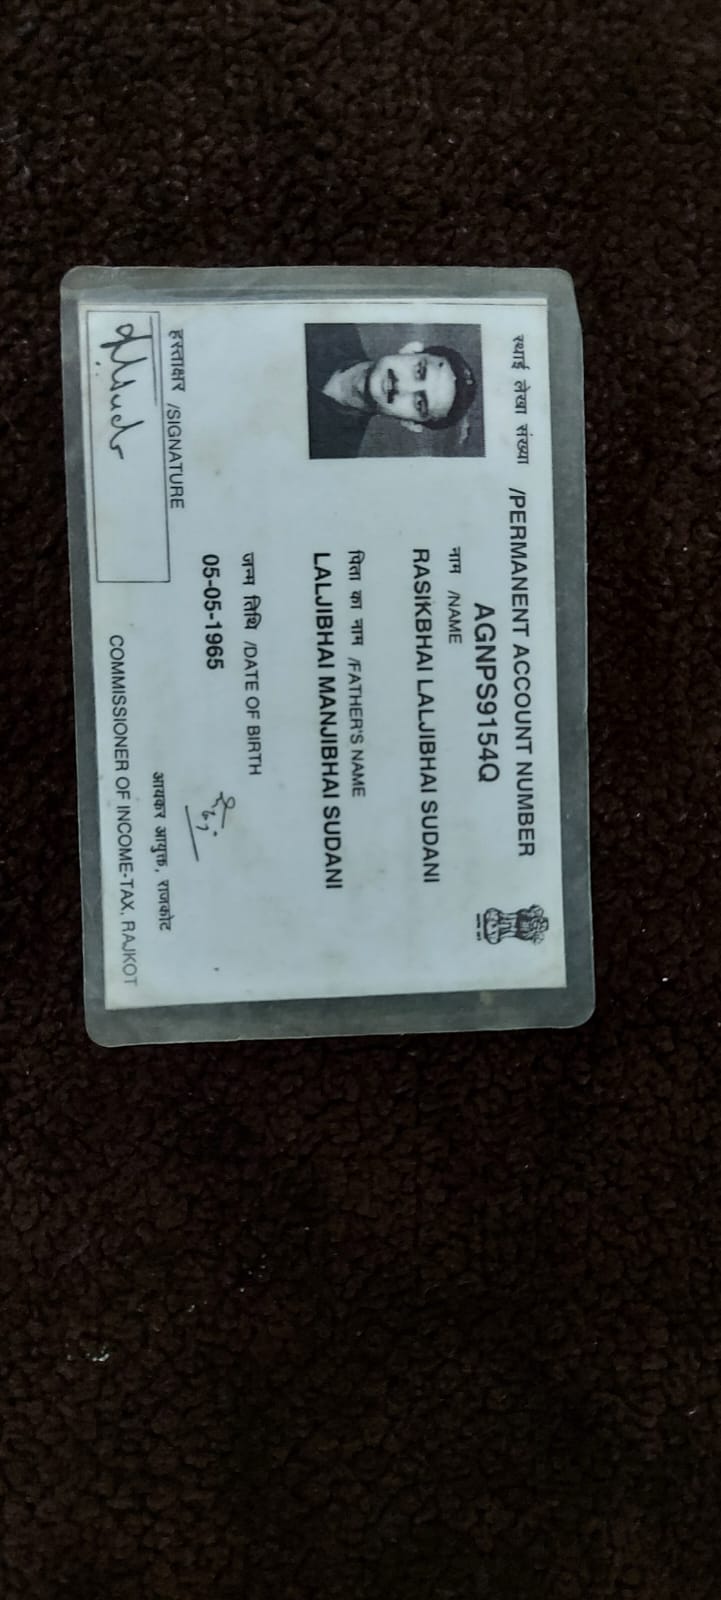 स्थाई लेखा संख्या /PERMANENT ACCOUNT NUMBER
AGNPS9154Q
नाम /NAME
RASIKBHAI LALJIBHAI SUDANI
पिता का नाम /FATHER'S NAME
LALJIBHAI MANJIBHAI SUDANI
जन्म तिथि /DATE OF BIRTH
05-05-1965
हस्ताक्षर /SIGNATURE
आयकर आयुक्त, राजकोट
COMMISSIONER OF INCOME-TAX, RAJKOT